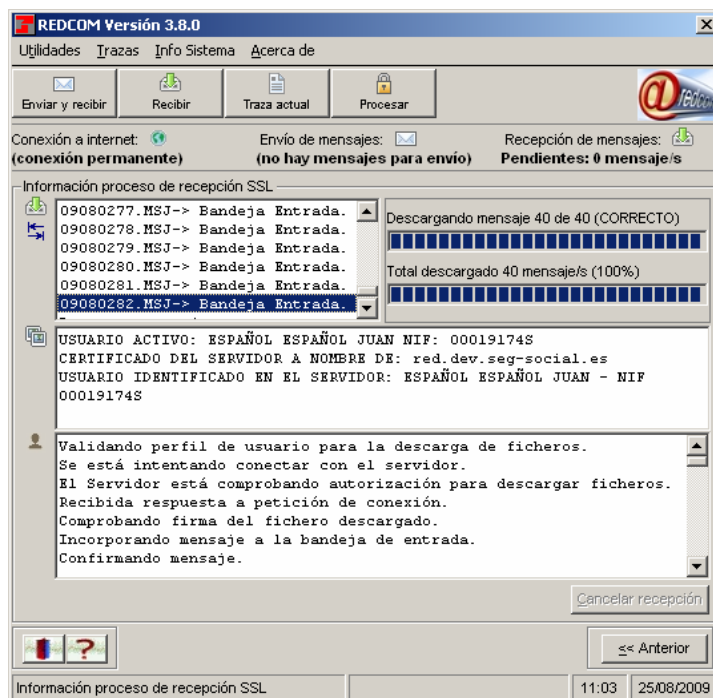 REDCOM Versión 3.8.0
Utilidades Trazas Info Sistema Acerca de
Enviar y recibir
Recibir
Traza actual
Procesar
@redcom
Conexión a internet:
(conexión permanente)
Envío de mensajes:
(no hay mensajes para envío)
Recepción de mensajes:
Pendientes: 0 mensaje/s
Información proceso de recepción SSL
09080277.MSJ-> Bandeja Entrada.
09080278.MSJ-> Bandeja Entrada.
09080279.MSJ-> Bandeja Entrada.
09080280.MSJ-> Bandeja Entrada.
09080281.MSJ-> Bandeja Entrada.
09080282.MSJ-> Bandeja Entrada.
Descargando mensaje 40 de 40 (CORRECTO)
Total descargado 40 mensaje/s (100%)
USUARIO ACTIVO: ESPAÑOL ESPAÑOL JUAN NIF: 00019174S
CERTIFICADO DEL SERVIDOR A NOMBRE DE: red.dev.seg-social.es
USUARIO IDENTIFICADO EN EL SERVIDOR: ESPAÑOL ESPAÑOL JUAN - NIF
00019174S
Validando perfil de usuario para la descarga de ficheros.
Se está intentando conectar con el servidor.
El Servidor está comprobando autorización para descargar ficheros.
Recibida respuesta a petición de conexión.
Comprobando firma del fichero descargado.
Incorporando mensaje a la bandeja de entrada.
Confirmando mensaje.
Cancelar recepción
<< Anterior
Información proceso de recepción SSL
11:03
25/08/2009